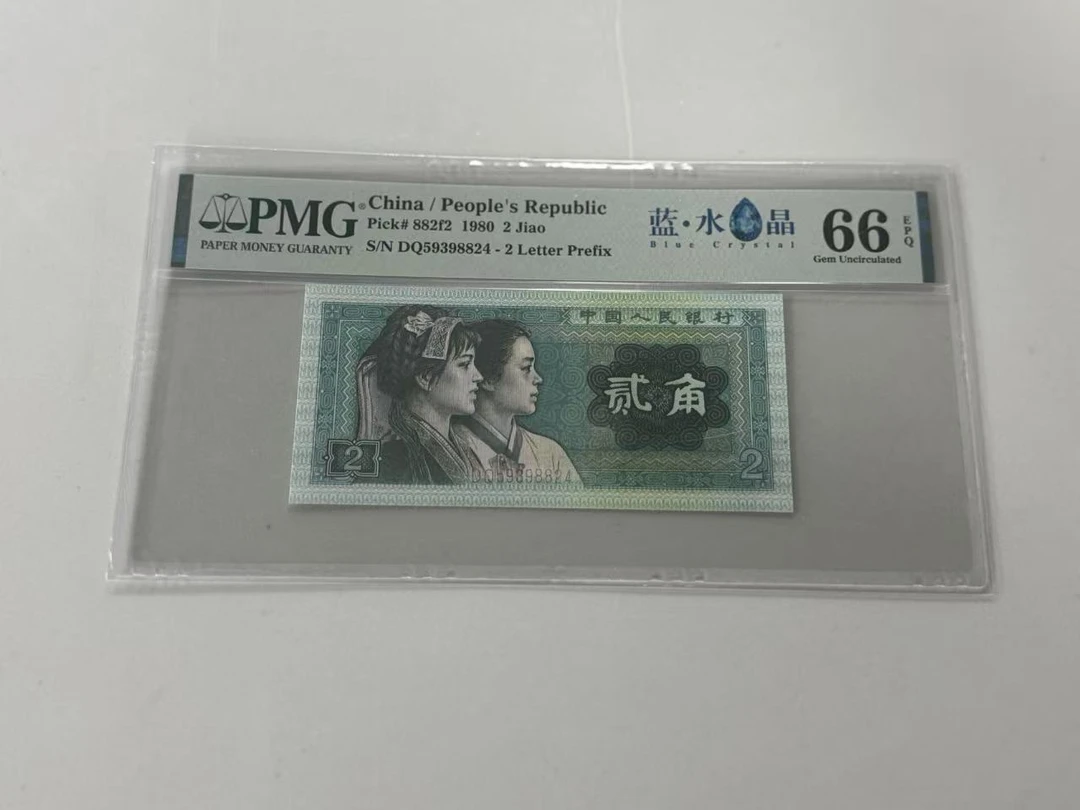 PMG®
PAPER MONEY GUARANTY
China / People's Republic
Pick# 882f2 1980 2 Jiao
S/N DQ59398824 - 2 Letter Prefix
蓝·水晶
Blue Crystal
66 EPQ
Gem Uncirculated
中国人民银行
贰角
2
DQ59398824
2